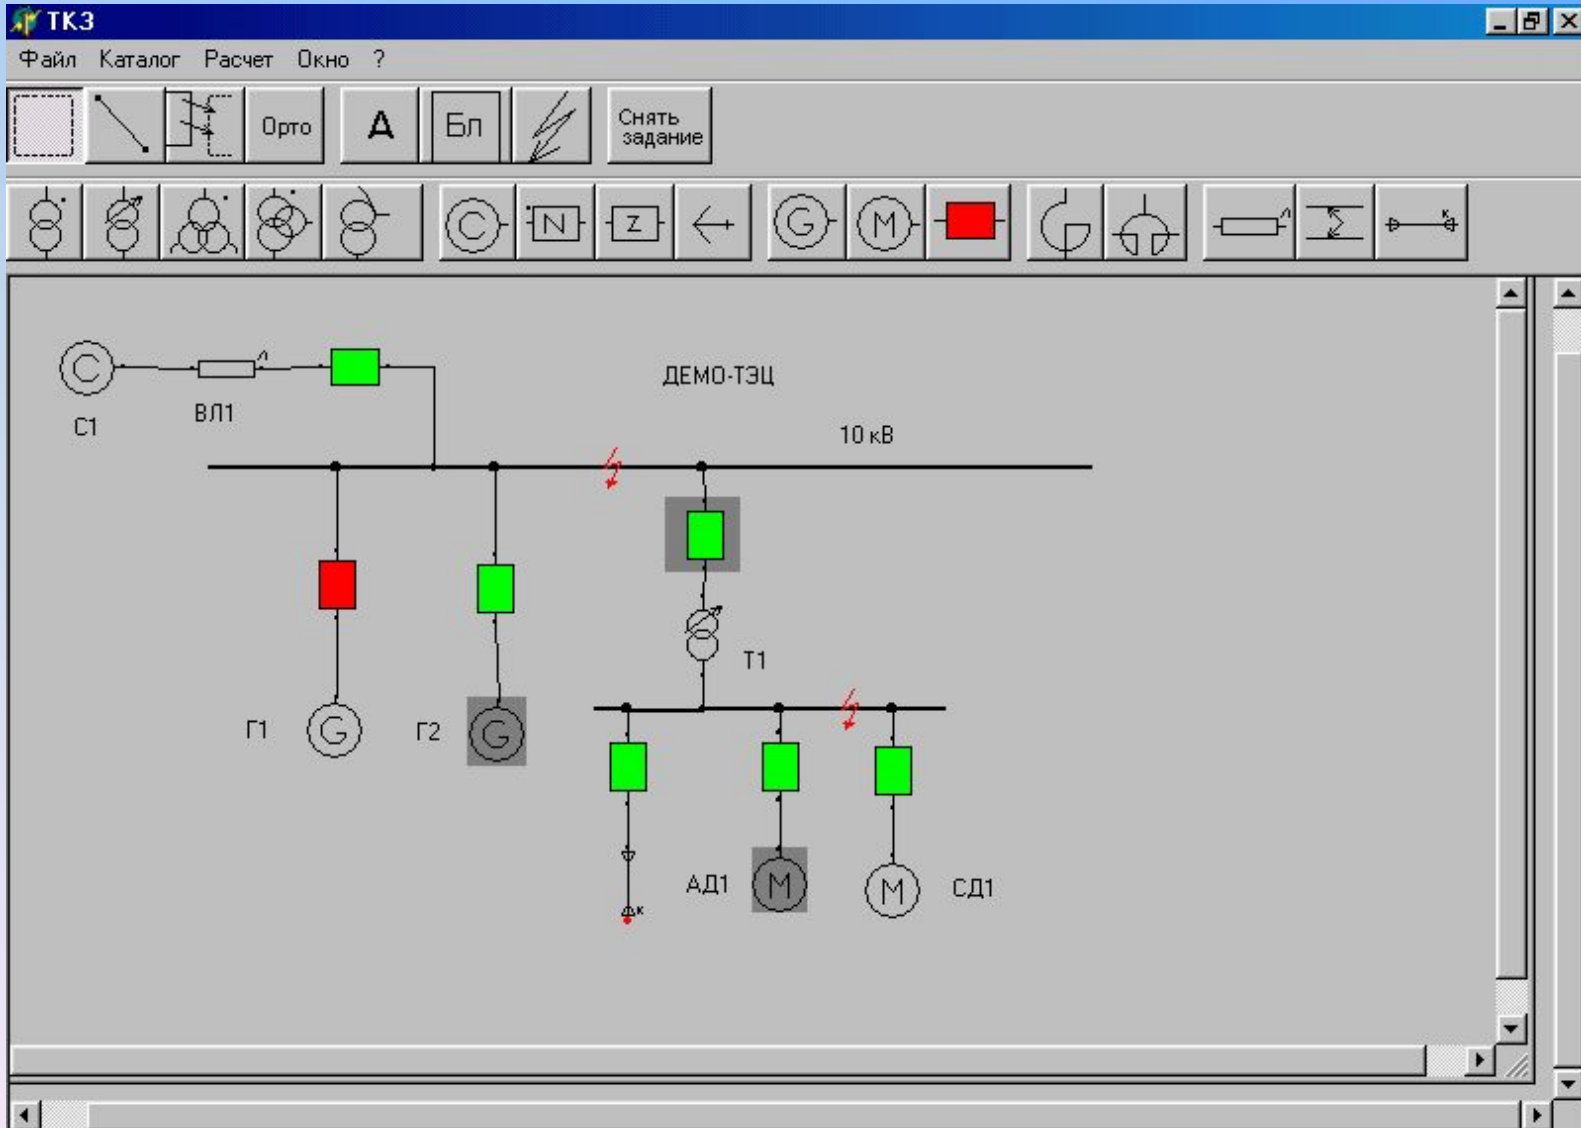 ТКЗ
Файл Каталог Расчет Окно ?
Орто А Бл Снять
задание
C N Z G M л к
ДЕМО-ТЭЦ
C л
С1 ВЛ1
10 кВ
Т1
Г1 G Г2 G
АД1 M M СД1
к